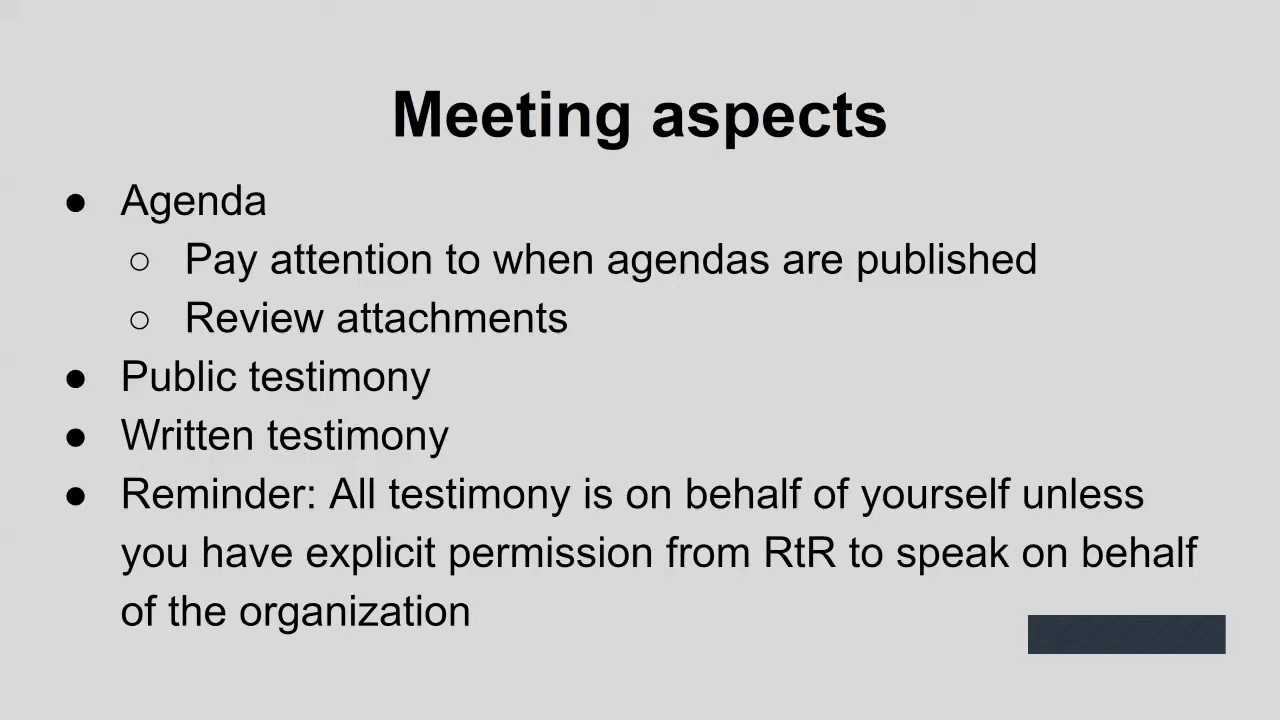 Meeting aspects
● Agenda
○ Pay attention to when agendas are published
○ Review attachments
● Public testimony
● Written testimony
● Reminder: All testimony is on behalf of yourself unless
you have explicit permission from RtR to speak on behalf
of the organization